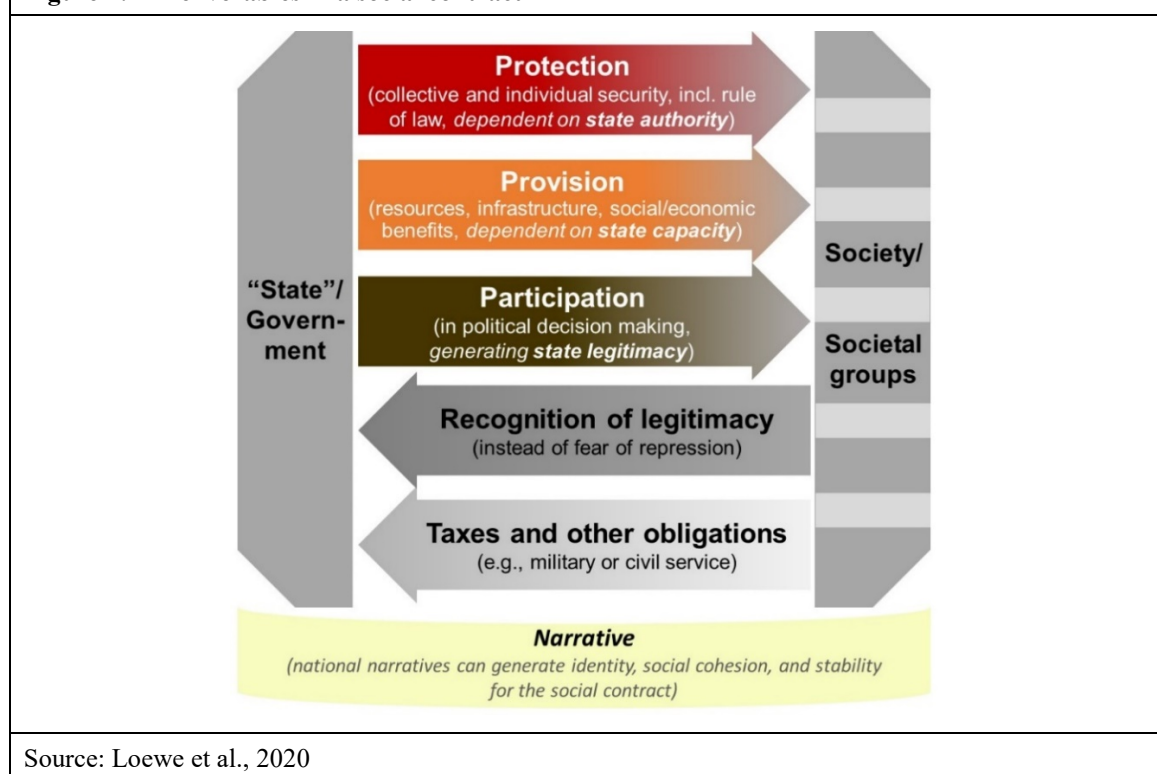 Protection
(collective and individual security, incl. rule
of law, dependent on state authority)
Provision
(resources, infrastructure, social/economic
benefits, dependent on state capacity)
Participation
(in political decision making,
generating state legitimacy)
Recognition of legitimacy
(instead of fear of repression)
Taxes and other obligations
(e.g., military or civil service)
“State”/
Govern-
ment
Society/
Societal
groups
Narrative
(national narratives can generate identity, social cohesion, and stability
for the social contract)
Source: Loewe et al., 2020